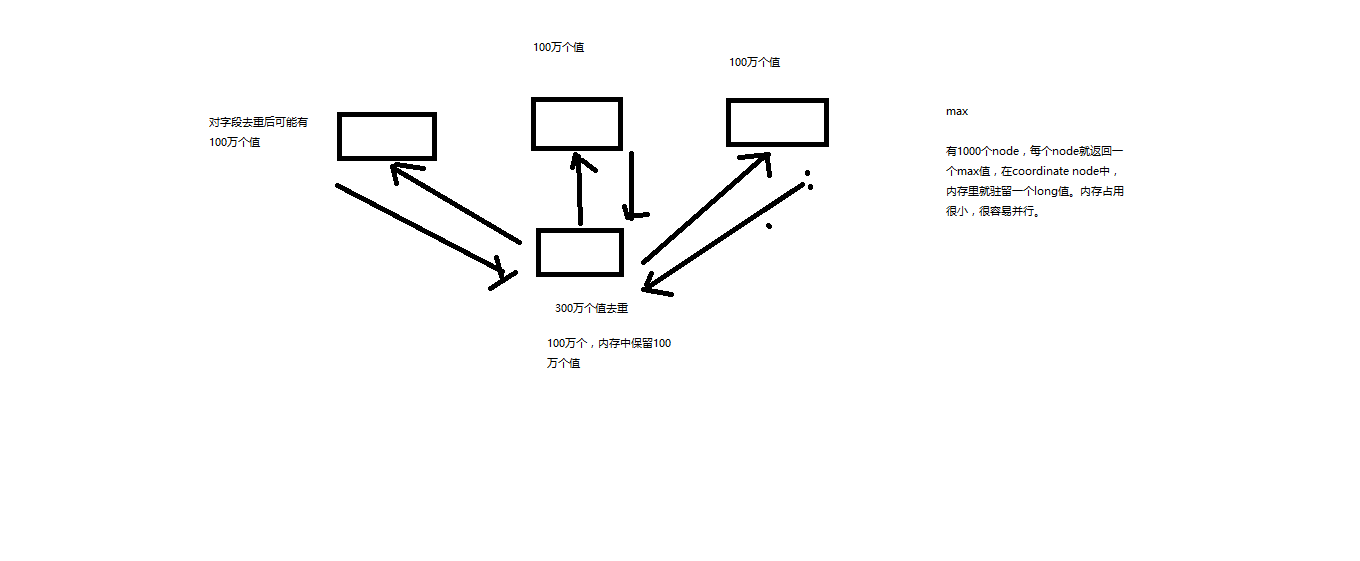 100万个值
100万个值
对字段去重后可能有
100万个值
max
有1000个node，每个node就返回一
个max值，在coordinate node中，
内存里就驻留一个long值。内存占用
很小，很容易并行。
300万个值去重
100万个，内存中保留100
万个值